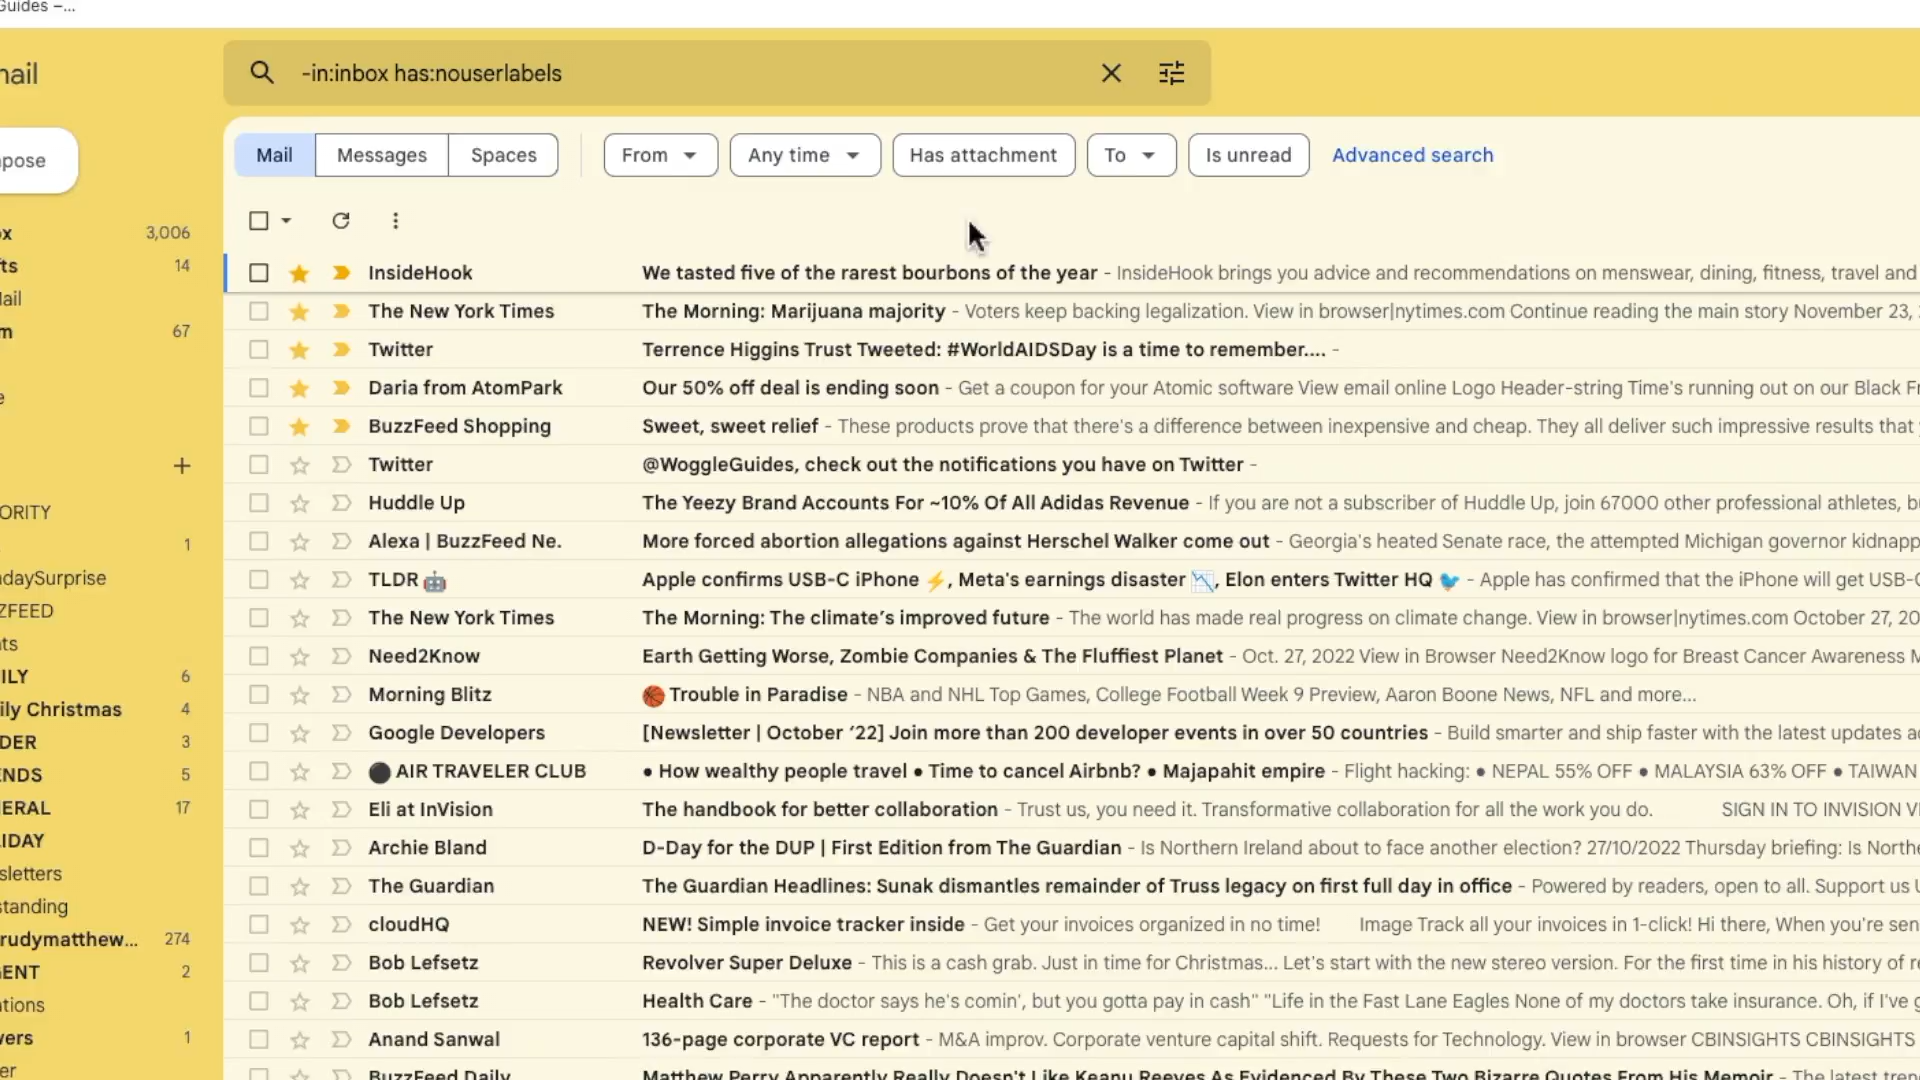 Guides –...
-in:inbox has:nouserlabels
Mail Messages Spaces From Any time Has attachment To Is unread Advanced search
3,006
14
67
1
daySurprise
6
ily Christmas 4
3
5
17
274
rudymatthew...
2
1
InsideHook We tasted five of the rarest bourbons of the year - InsideHook brings you advice and recommendations on menswear, dining, fitness, travel and
The New York Times The Morning: Marijuana majority - Voters keep backing legalization. View in browser|nytimes.com Continue reading the main story November 23,
Twitter Terrence Higgins Trust Tweeted: #WorldAIDSDay is a time to remember.... -
Daria from AtomPark Our 50% off deal is ending soon - Get a coupon for your Atomic software View email online Logo Header-string Time's running out on our Black
BuzzFeed Shopping Sweet, sweet relief - These products prove that there's a difference between inexpensive and cheap. They all deliver such impressive results that
Twitter @WoggleGuides, check out the notifications you have on Twitter -
Huddle Up The Yeezy Brand Accounts For ~10% Of All Adidas Revenue - If you are not a subscriber of Huddle Up, join 67000 other professional athletes,
Alexa | BuzzFeed Ne. More forced abortion allegations against Herschel Walker come out - Georgia's heated Senate race, the attempted Michigan governor kidnapp
TLDR 🤖 Apple confirms USB-C iPhone ⚡, Meta's earnings disaster 📉, Elon enters Twitter HQ 🐦 - Apple has confirmed that the iPhone will get USB-C
The New York Times The Morning: The climate’s improved future - The world has made real progress on climate change. View in browser|nytimes.com October 27, 20
Need2Know Earth Getting Worse, Zombie Companies & The Fluffiest Planet - Oct. 27, 2022 View in Browser Need2Know logo for Breast Cancer Awareness M
Morning Blitz 🏀 Trouble in Paradise - NBA and NHL Top Games, College Football Week 9 Preview, Aaron Boone News, NFL and more...
Google Developers [Newsletter | October ‘22] Join more than 200 developer events in over 50 countries - Build smarter and ship faster with the latest updates
⚫ AIR TRAVELER CLUB • How wealthy people travel • Time to cancel Airbnb? • Majapahit empire - Flight hacking: • NEPAL 55% OFF • MALAYSIA 63% OFF • TAIWAN
Eli at InVision The handbook for better collaboration - Trust us, you need it. Transformative collaboration for all the work you do. SIGN IN TO INVISION
Archie Bland D-Day for the DUP | First Edition from The Guardian - Is Northern Ireland about to face another election? 27/10/2022 Thursday briefing: Is Northe
The Guardian The Guardian Headlines: Sunak dismantles remainder of Truss legacy on first full day in office - Powered by readers, open to all. Support us
cloudHQ NEW! Simple invoice tracker inside - Get your invoices organized in no time! Image Track all your invoices in 1-click! Hi there, When you're sen
Bob Lefsetz Revolver Super Deluxe - This is a cash grab. Just in time for Christmas... Let's start with the new stereo version. For the first time in his history of
Bob Lefsetz Health Care - "The doctor says he's comin', but you gotta pay in cash" "Life in the Fast Lane Eagles None of my doctors take insurance. Oh, if I've
Anand Sanwal 136-page corporate VC report - M&A improv. Corporate venture capital shift. Requests for Technology. View in browser CBINSIGHTS CBINSIGHTS
BuzzFeed Daily Matthew Perry Apparently Really Doesn't Like Keanu Reeves As Evidenced By These Two Bizarre Quotes From His Memoir - The latest